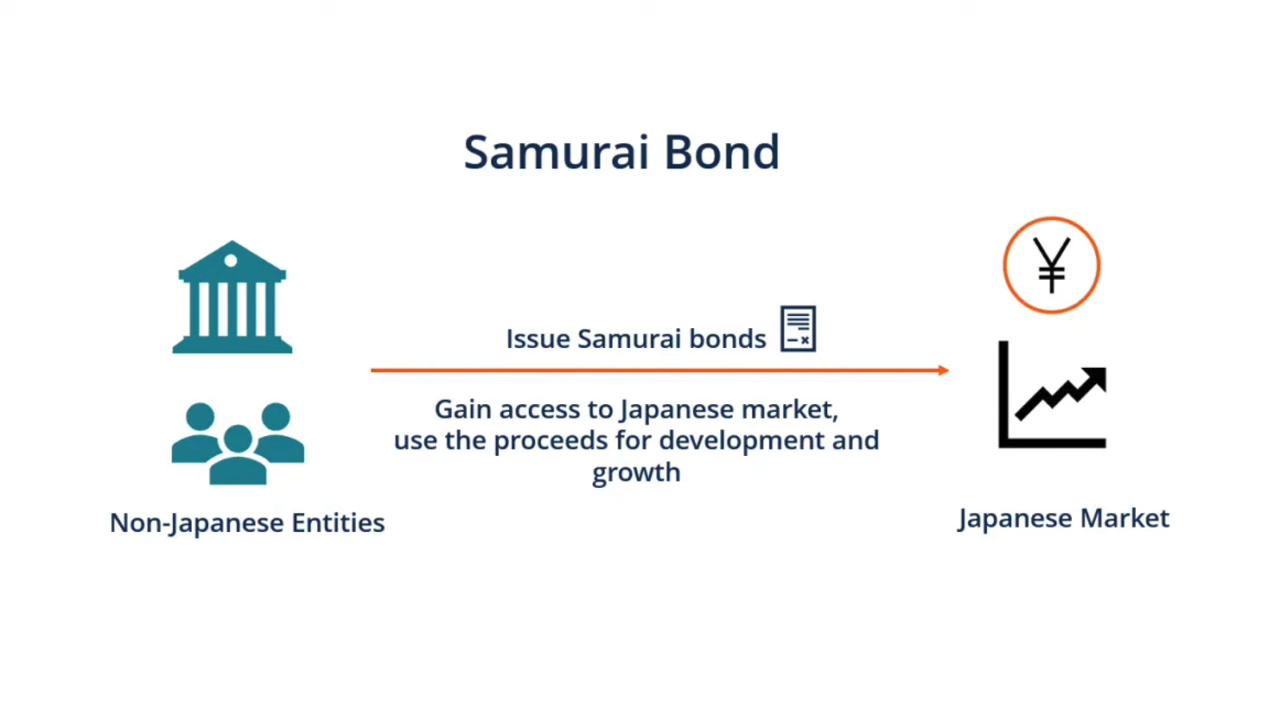 Samurai Bond
¥
Issue Samurai bonds
Gain access to Japanese market,
use the proceeds for development and
growth
Non-Japanese Entities
Japanese Market